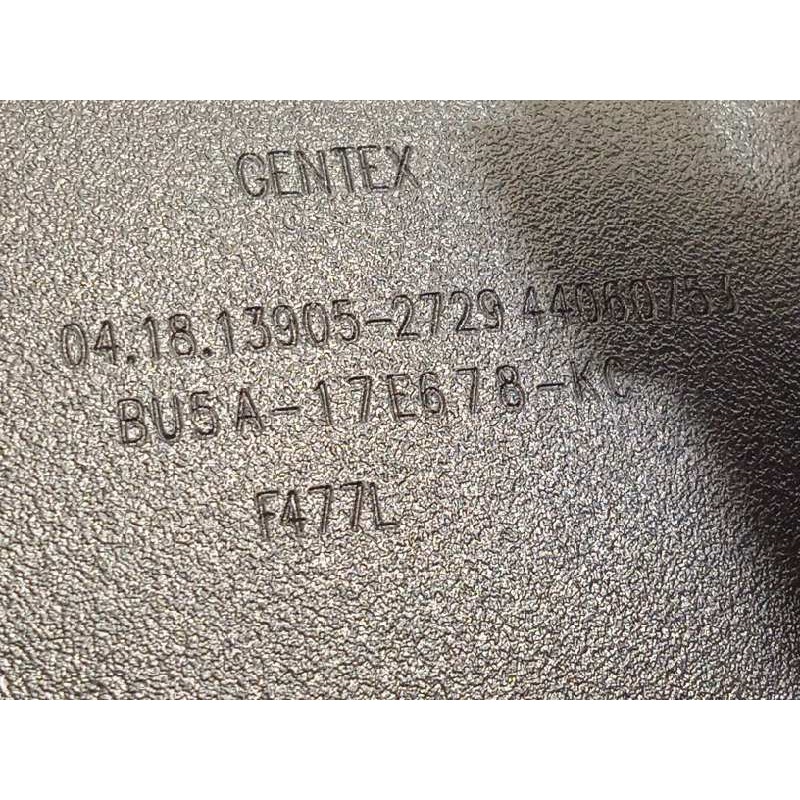 GENTEX
04.18.13905-2729 44060753
BU5A-17E678-KC
F477L